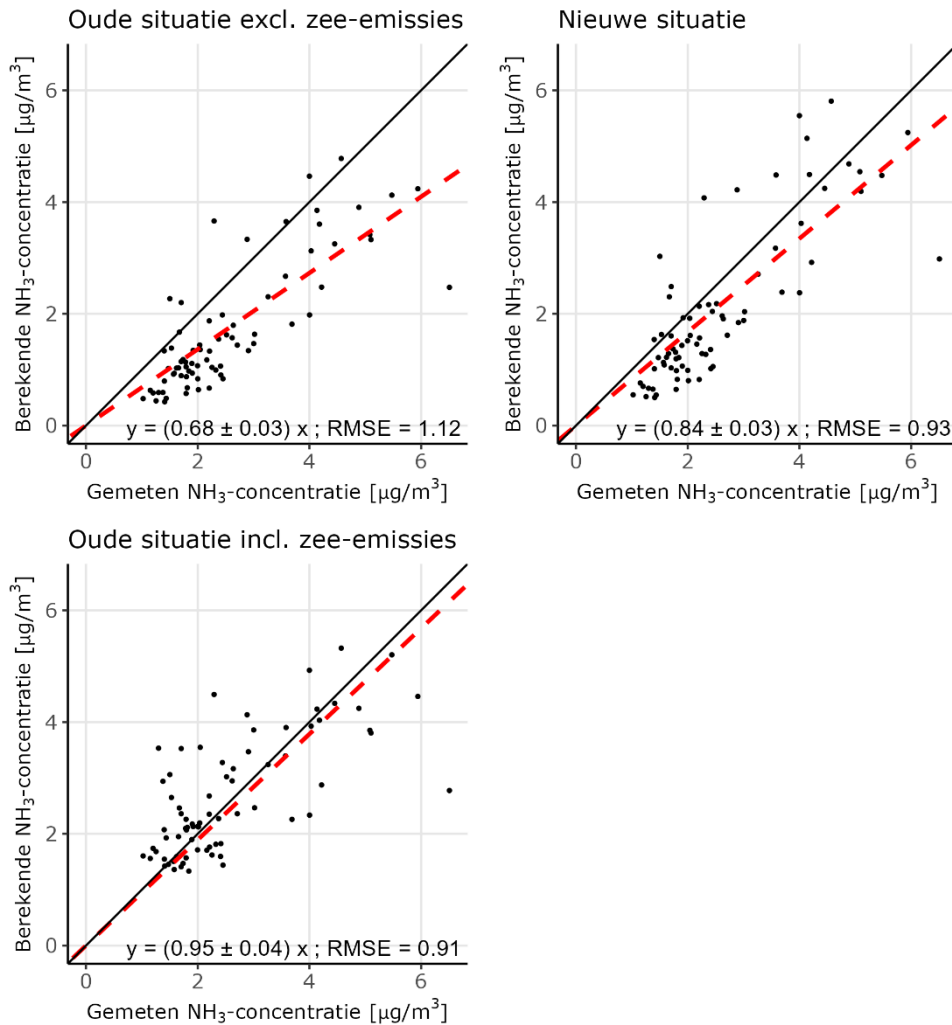 Oude situatie excl. zee-emissies
Berekende NH₃-concentratie [µg/m³]
6
4
2
0
y = (0.68 ± 0.03) x ; RMSE = 1.12
0 2 4 6
Gemeten NH₃-concentratie [µg/m³]
Nieuwe situatie
Berekende NH₃-concentratie [µg/m³]
6
4
2
0
y = (0.84 ± 0.03) x ; RMSE = 0.93
0 2 4 6
Gemeten NH₃-concentratie [µg/m³]
Oude situatie incl. zee-emissies
Berekende NH₃-concentratie [µg/m³]
6
4
2
0
y = (0.95 ± 0.04) x ; RMSE = 0.91
0 2 4 6
Gemeten NH₃-concentratie [µg/m³]